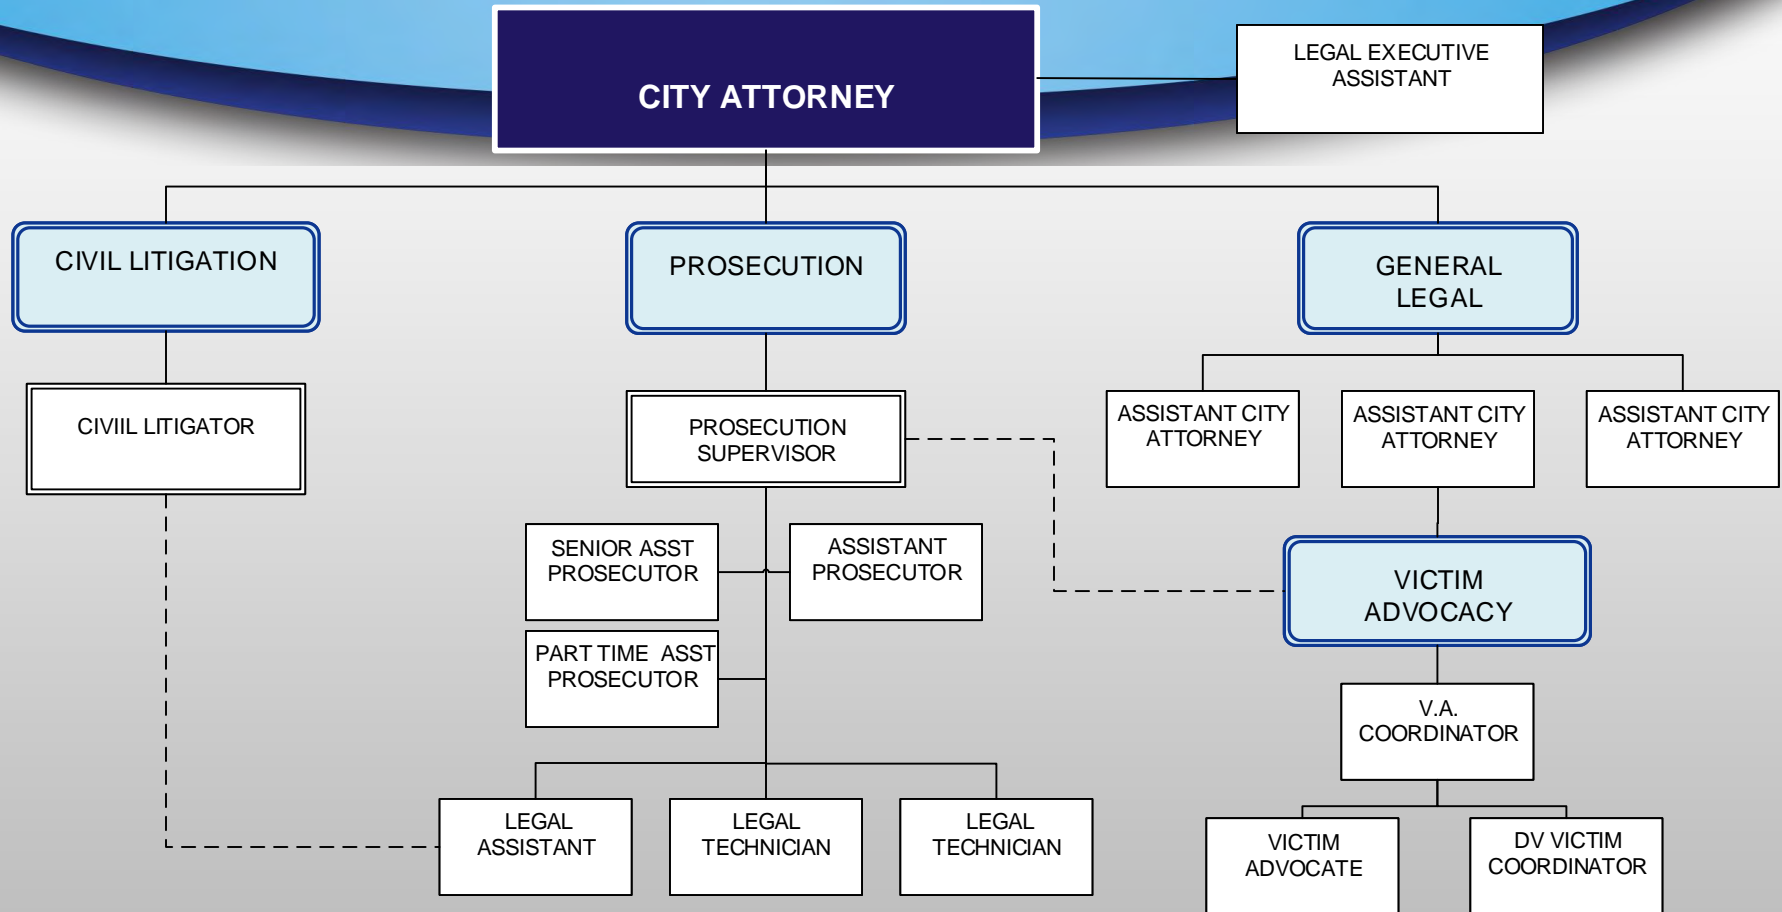 CITY ATTORNEY
LEGAL EXECUTIVE
ASSISTANT
CIVIL LITIGATION
PROSECUTION
GENERAL
LEGAL
CIVIIL LITIGATOR
PROSECUTION
SUPERVISOR
ASSISTANT CITY
ATTORNEY
ASSISTANT CITY
ATTORNEY
ASSISTANT CITY
ATTORNEY
SENIOR ASST
PROSECUTOR
ASSISTANT
PROSECUTOR
VICTIM
ADVOCACY
PART TIME ASST
PROSECUTOR
V.A.
COORDINATOR
LEGAL
ASSISTANT
LEGAL
TECHNICIAN
LEGAL
TECHNICIAN
VICTIM
ADVOCATE
DV VICTIM
COORDINATOR